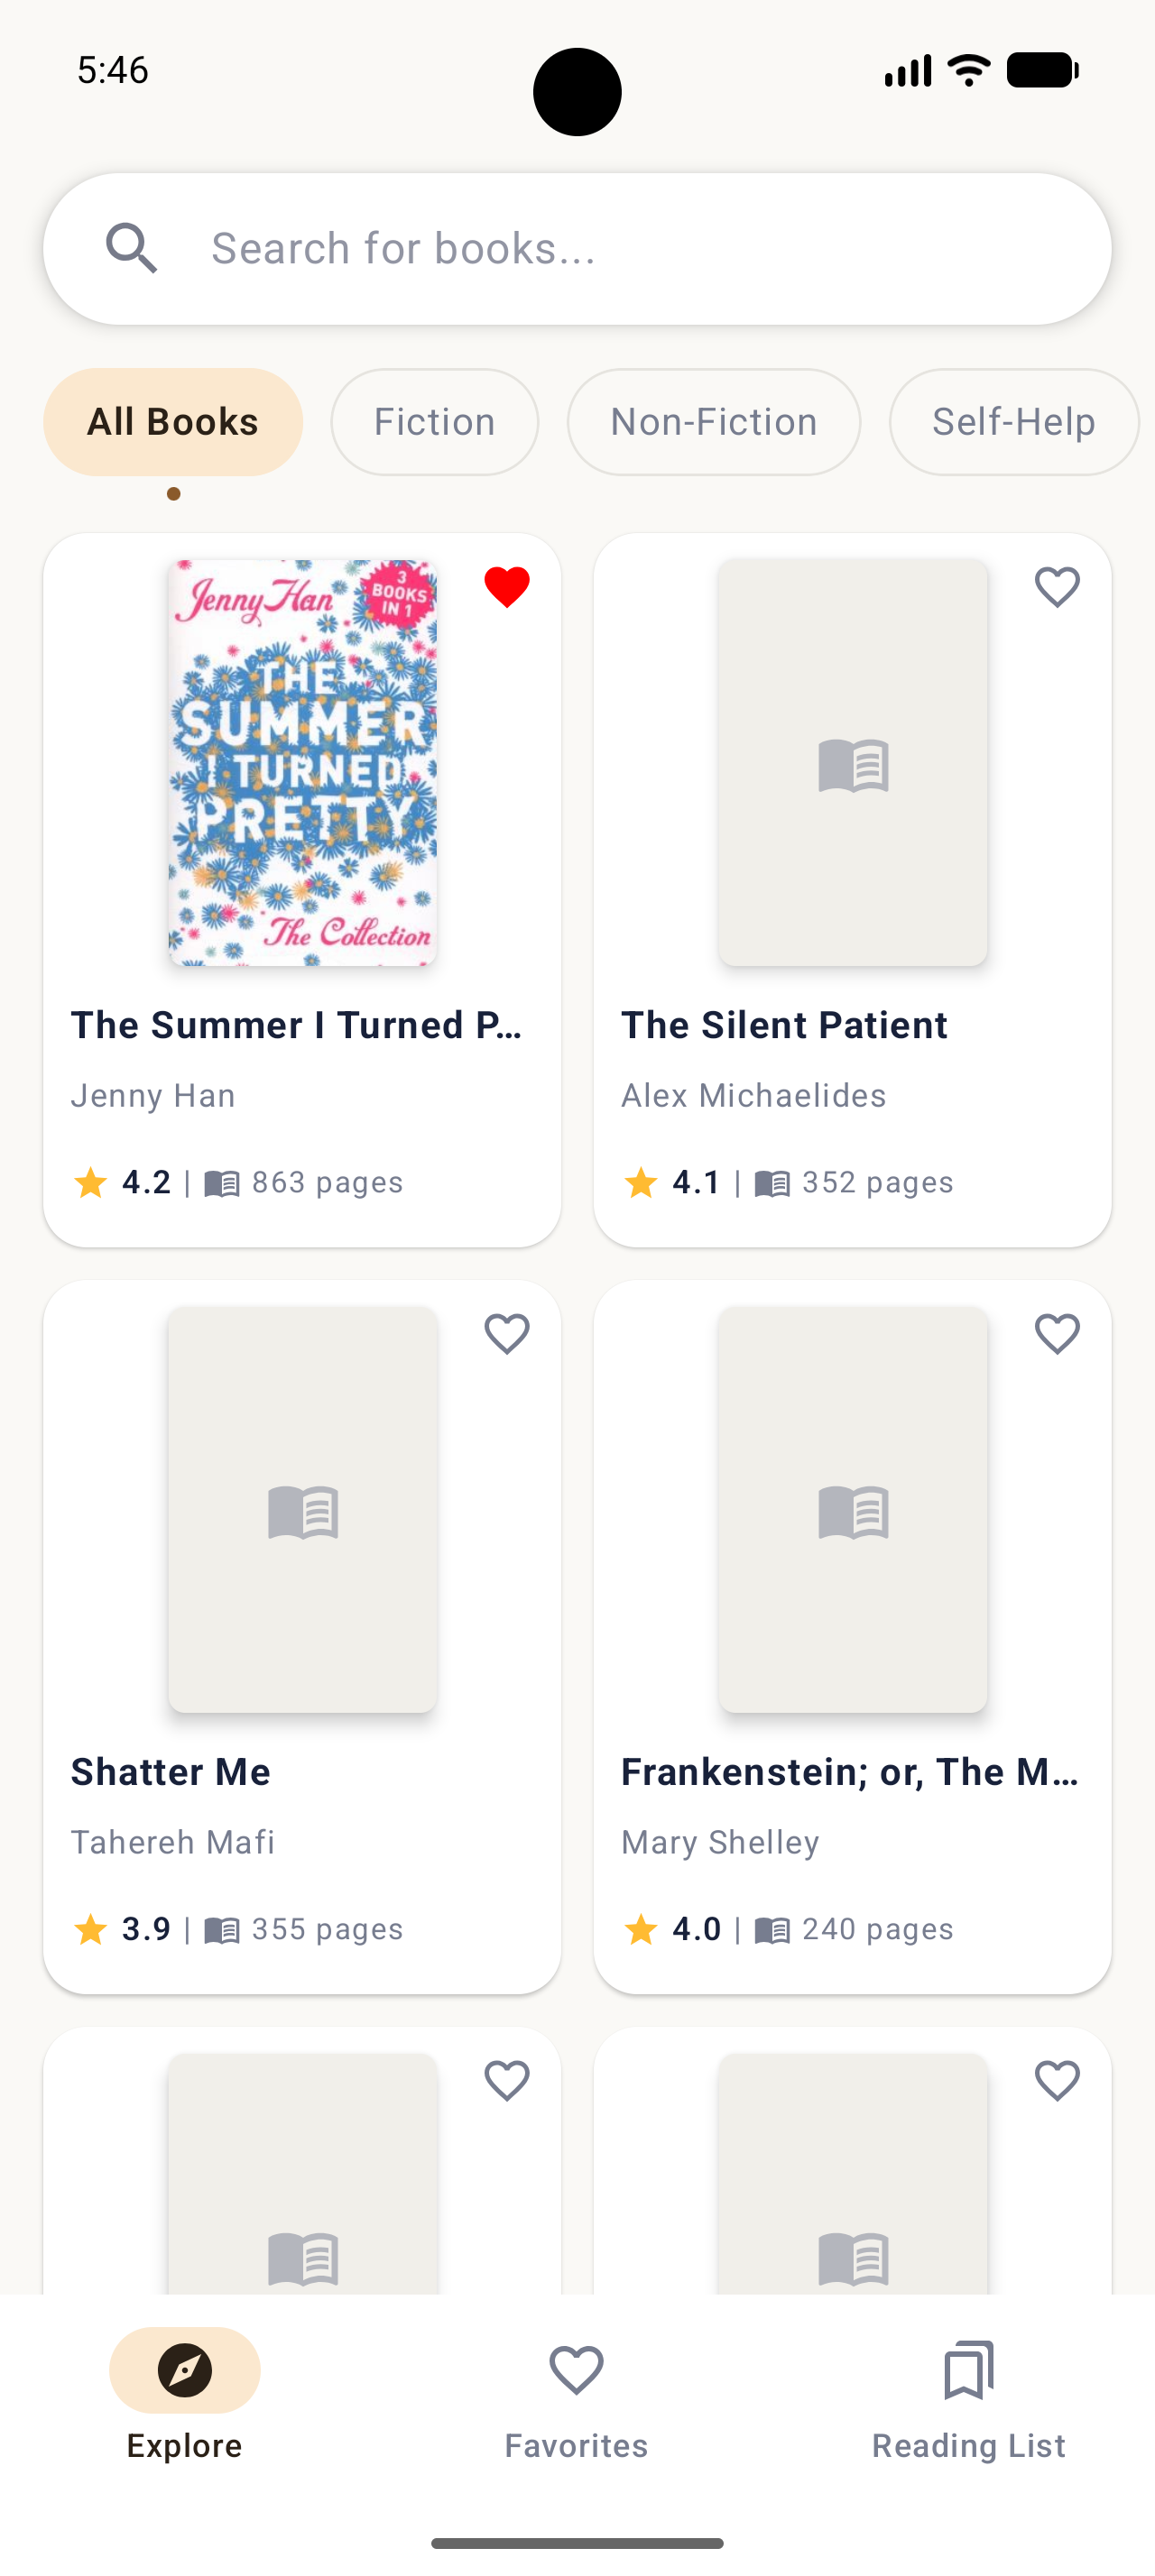 5:46
Search for books...
All Books
Fiction
Non-Fiction
Self-Help
Jenny Han
3
BOOKS
IN 1
THE
SUMMER
I TURNED
PRETTY
The Collection
The Summer I Turned P...
Jenny Han
4.2 | 863 pages
The Silent Patient
Alex Michaelides
4.1 | 352 pages
Shatter Me
Tahereh Mafi
3.9 | 355 pages
Frankenstein; or, The M...
Mary Shelley
4.0 | 240 pages
Explore
Favorites
Reading List